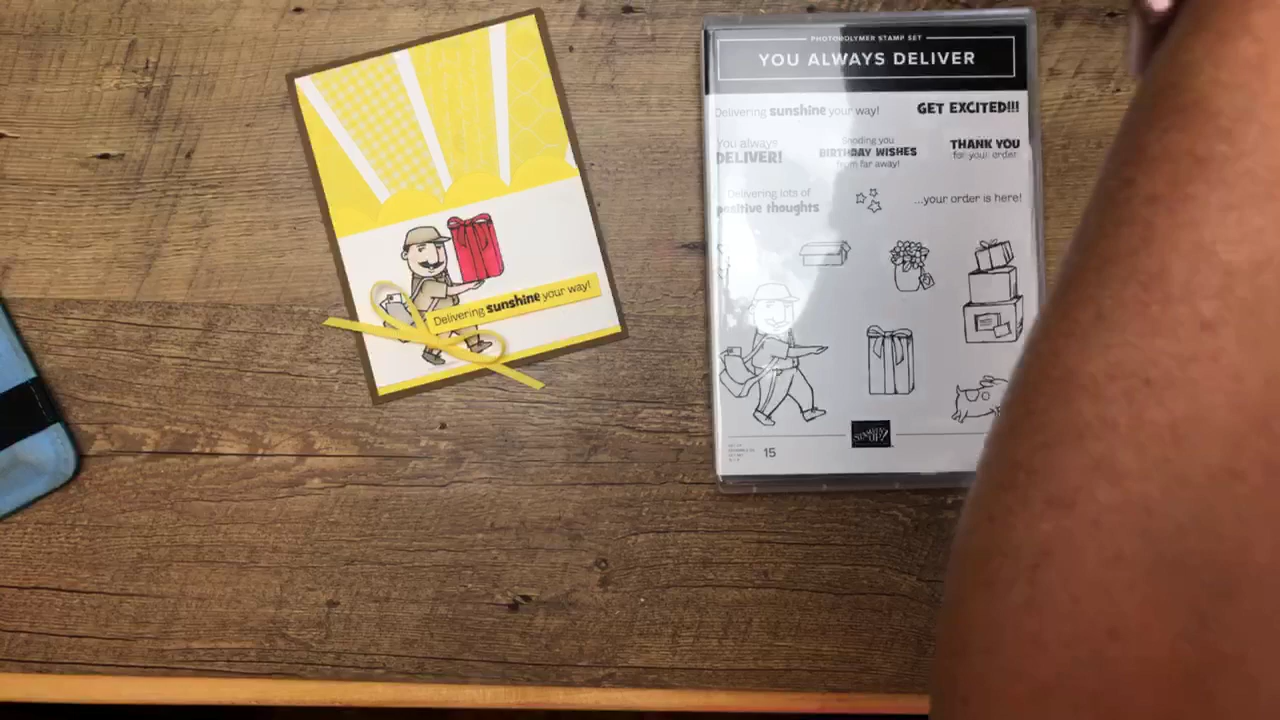 PHOTOPOLYMER STAMP SET
YOU ALWAYS DELIVER
Delivering sunshine your way!
GET EXCITED!!!
You always
DELIVER!
Sending you
BIRTHDAY WISHES
from far away!
THANK YOU
for your order
Delivering lots of
positive thoughts
...your order is here!
STAMPIN' UP!
15
Delivering sunshine your way!